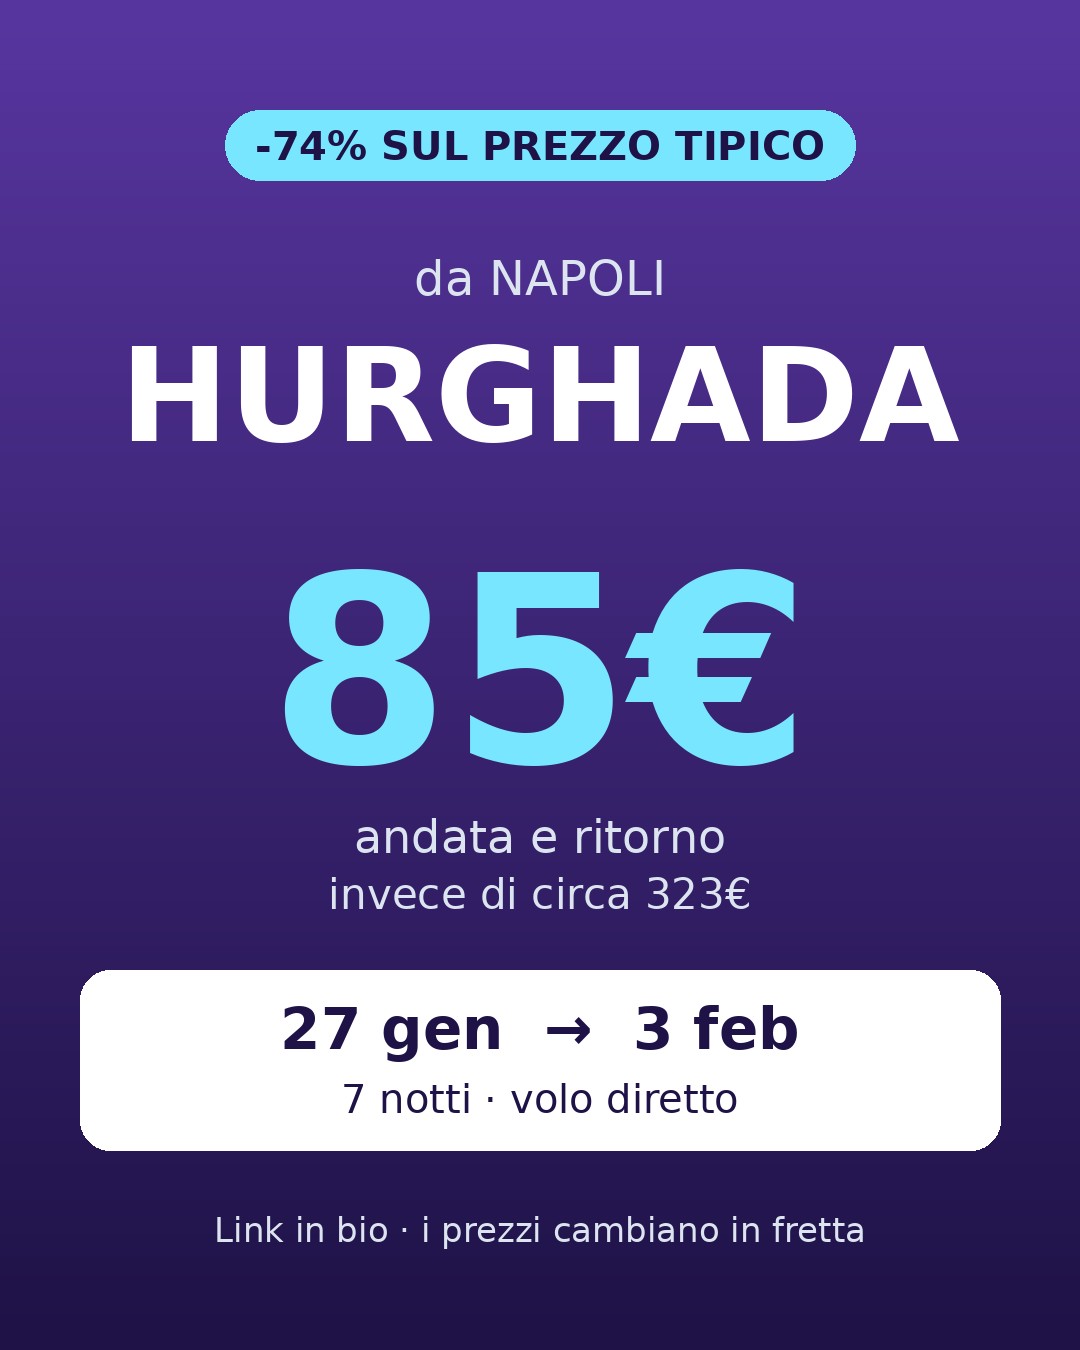 -74% SUL PREZZO TIPICO
da NAPOLI
HURGHADA
85€
andata e ritorno
invece di circa 323€
27 gen → 3 feb
7 notti · volo diretto
Link in bio · i prezzi cambiano in fretta